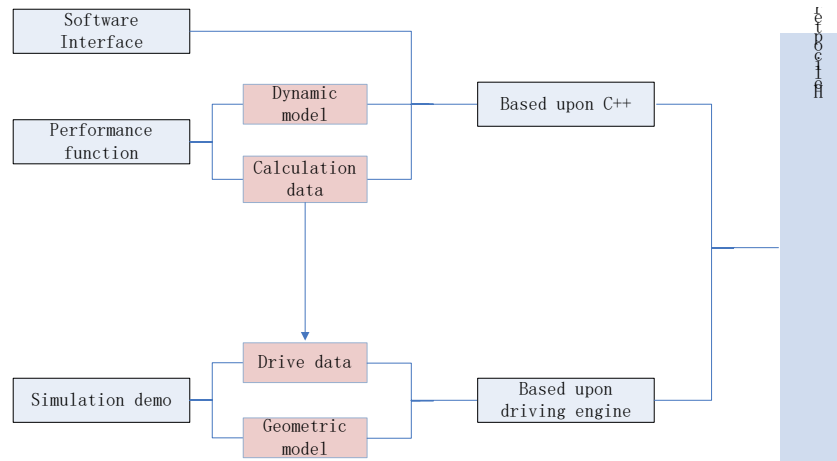 Software
Interface
Dynamic
model
Based upon C++
Performance
function
Calculation
data
Drive data
Simulation demo
Based upon
driving engine
Geometric
model